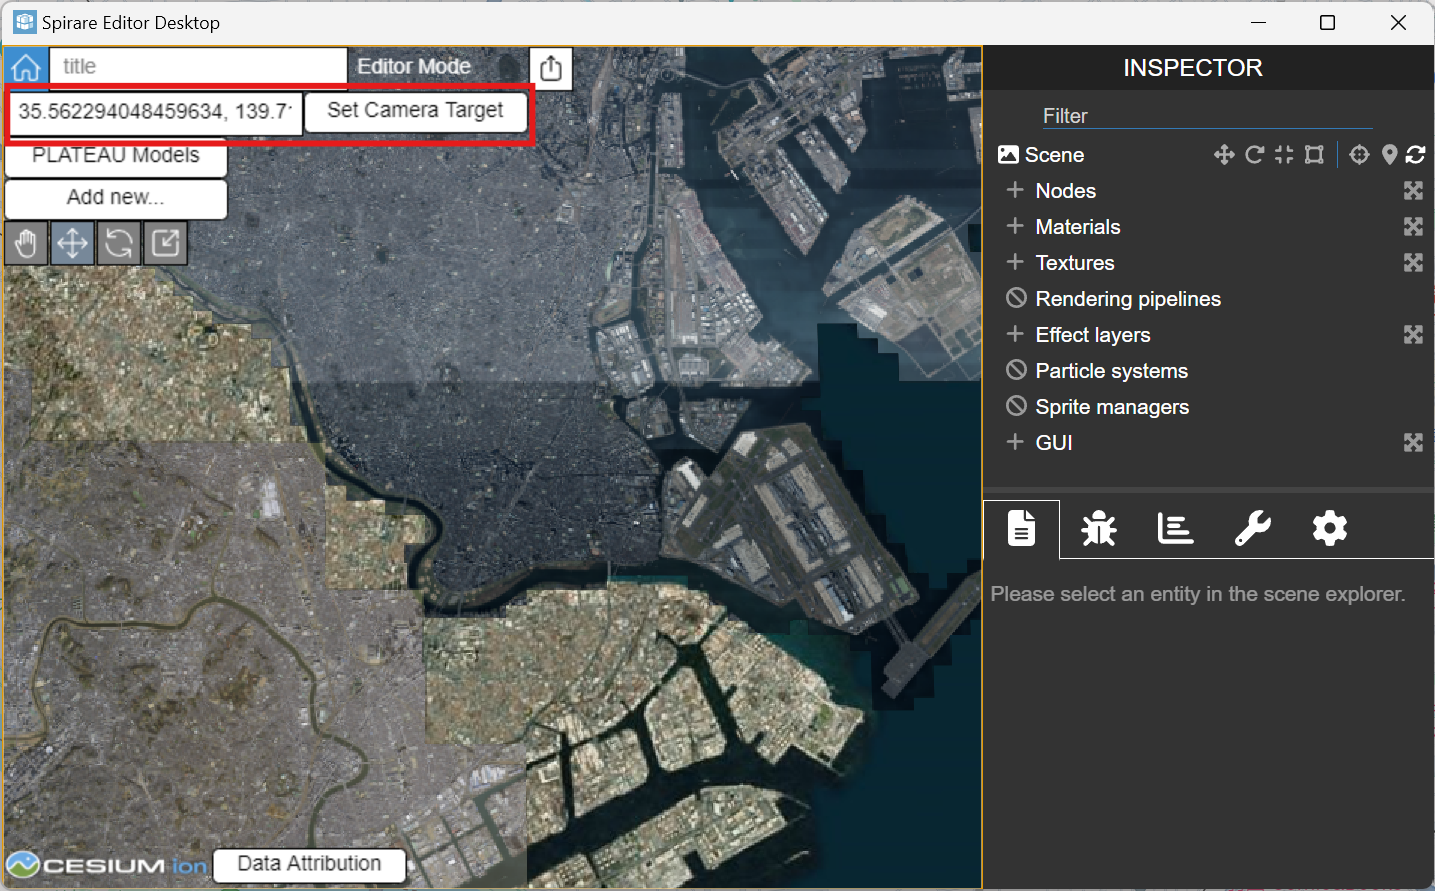 Spirare Editor Desktop
title
Editor Mode
35.562294048459634, 139.7
Set Camera Target
PLATEAU Models
Add new...
CESIUM ion
Data Attribution
INSPECTOR
Filter
Scene
Nodes
Materials
Textures
Rendering pipelines
Effect layers
Particle systems
Sprite managers
GUI
Please select an entity in the scene explorer.